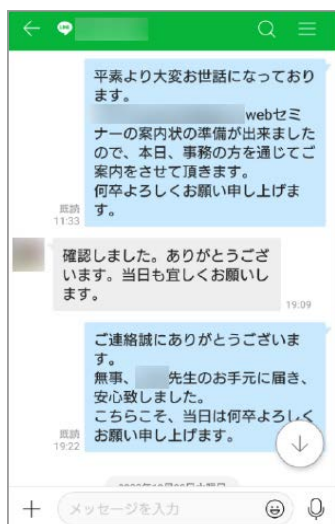 LINE
平素より大変お世話になっており
ます。
webセミ
ナーの案内状の準備が出来ました
ので、本日、事務の方を通じてご
案内をさせて頂きます。
何卒よろしくお願い申し上げま
す。
既読
11:33
確認しました。ありがとうござ
います。当日も宜しくお願いし
ます。
19:09
ご連絡誠にありがとうございま
す。
無事、 先生のお手元に届き、
安心致しました。
こちらこそ、当日は何卒よろしく
お願い申し上げます。
既読
19:22
メッセージを入力